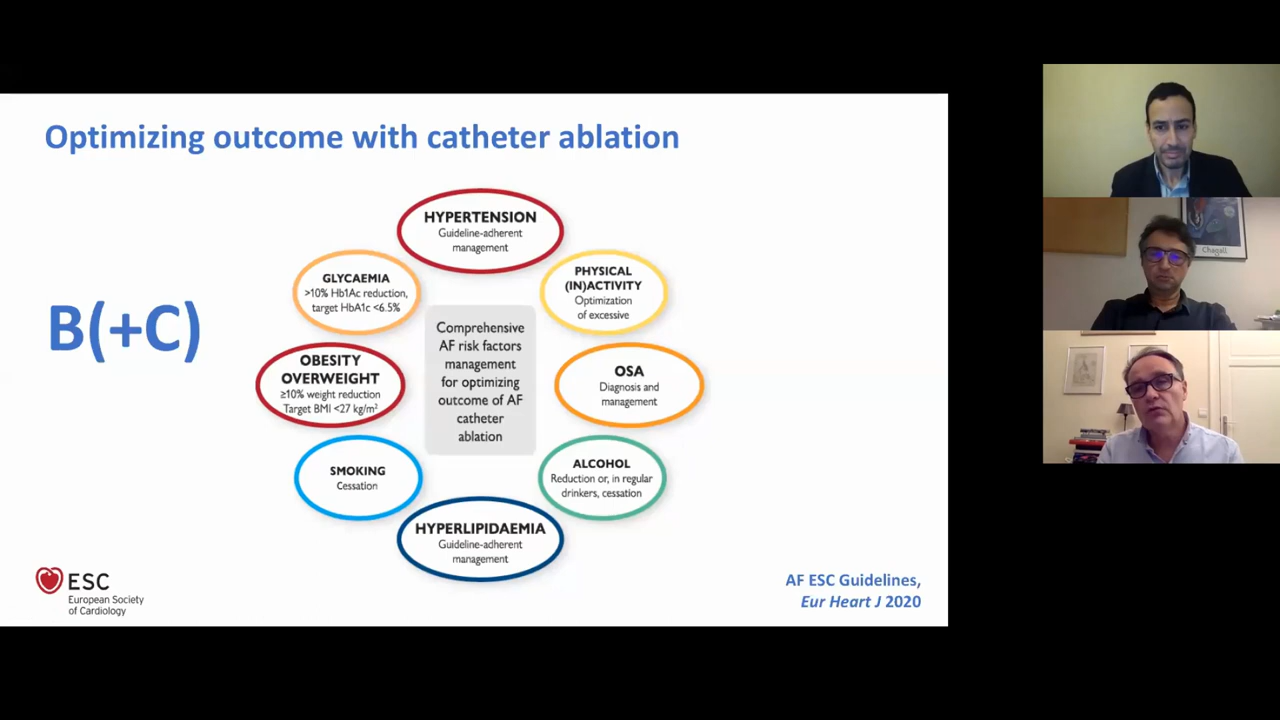 Optimizing outcome with catheter ablation
B(+C)
HYPERTENSION
Guideline-adherent
management
GLYCAEMIA
>10% Hb1Ac reduction,
target HbA1c <6.5%
PHYSICAL
(IN)ACTIVITY
Optimization
of excessive
Comprehensive
AF risk factors
management
for optimizing
outcome of AF
catheter
ablation
OBESITY
OVERWEIGHT
≥10% weight reduction
Target BMI <27 kg/m²
OSA
Diagnosis and
management
SMOKING
Cessation
ALCOHOL
Reduction or, in regular
drinkers, cessation
HYPERLIPIDAEMIA
Guideline-adherent
management
ESC
European Society
of Cardiology
AF ESC Guidelines,
Eur Heart J 2020
Chagall